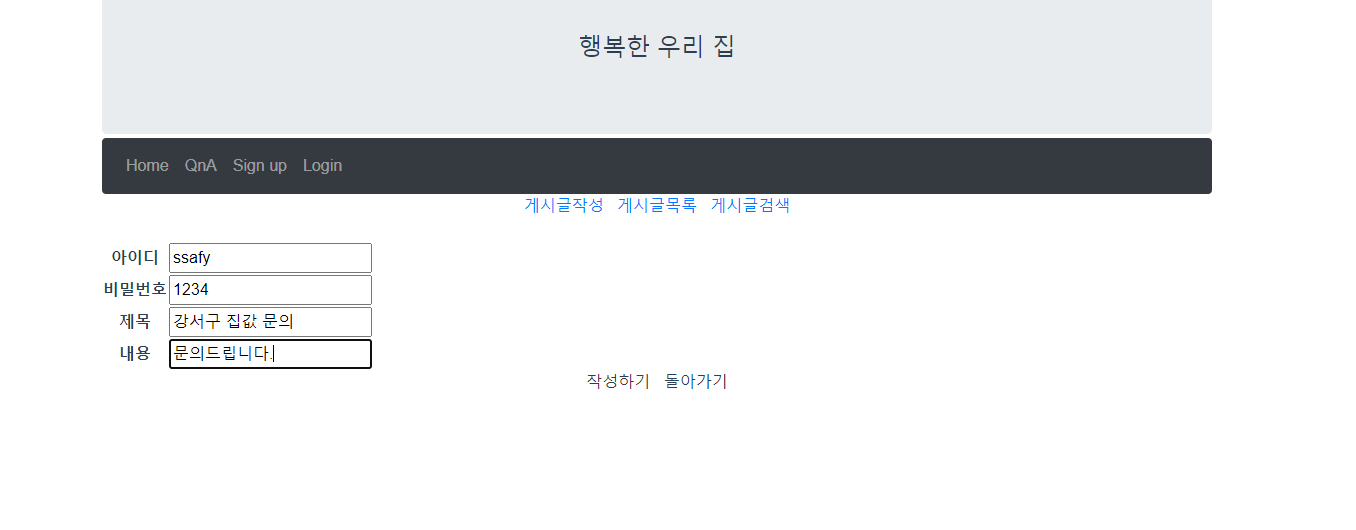 행복한 우리 집
Home QnA Sign up Login
게시글작성 게시글목록 게시글검색
아이디 ssafy
비밀번호 1234
제목 강서구 집값 문의
내용 문의드립니다.
작성하기 돌아가기